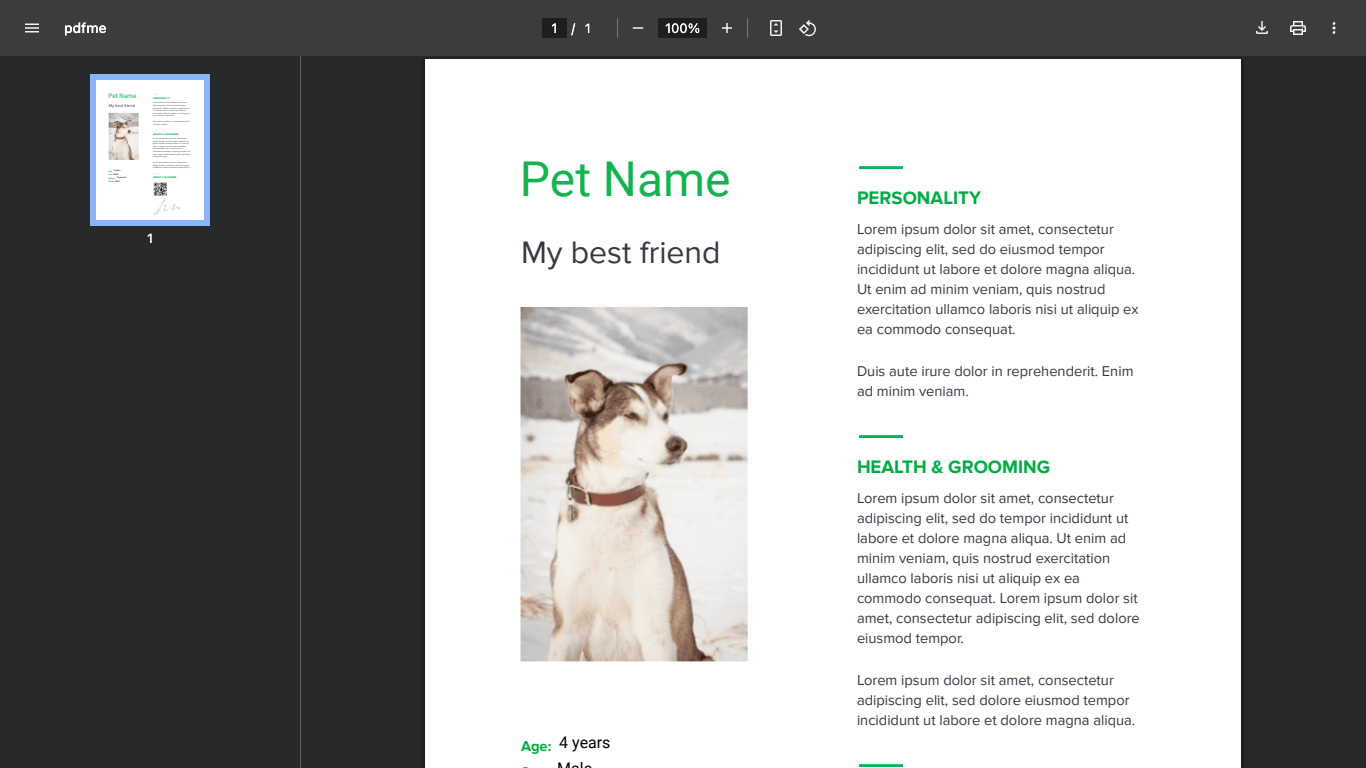 pdfme
1 / 1
100%
1
Pet Name
My best friend
Age: 4 years
Male
PERSONALITY
Lorem ipsum dolor sit amet, consectetur
adipiscing elit, sed do eiusmod tempor
incididunt ut labore et dolore magna aliqua.
Ut enim ad minim veniam, quis nostrud
exercitation ullamco laboris nisi ut aliquip ex
ea commodo consequat.
Duis aute irure dolor in reprehenderit. Enim
ad minim veniam.
HEALTH & GROOMING
Lorem ipsum dolor sit amet, consectetur
adipiscing elit, sed do tempor incididunt ut
labore et dolore magna aliqua. Ut enim ad
minim veniam, quis nostrud exercitation
ullamco laboris nisi ut aliquip ex ea
commodo consequat. Lorem ipsum dolor sit
amet, consectetur adipiscing elit, sed dolore
eiusmod tempor.
Lorem ipsum dolor sit amet, consectetur
adipiscing elit, sed dolore eiusmod tempor
incididunt ut labore et dolore magna aliqua.